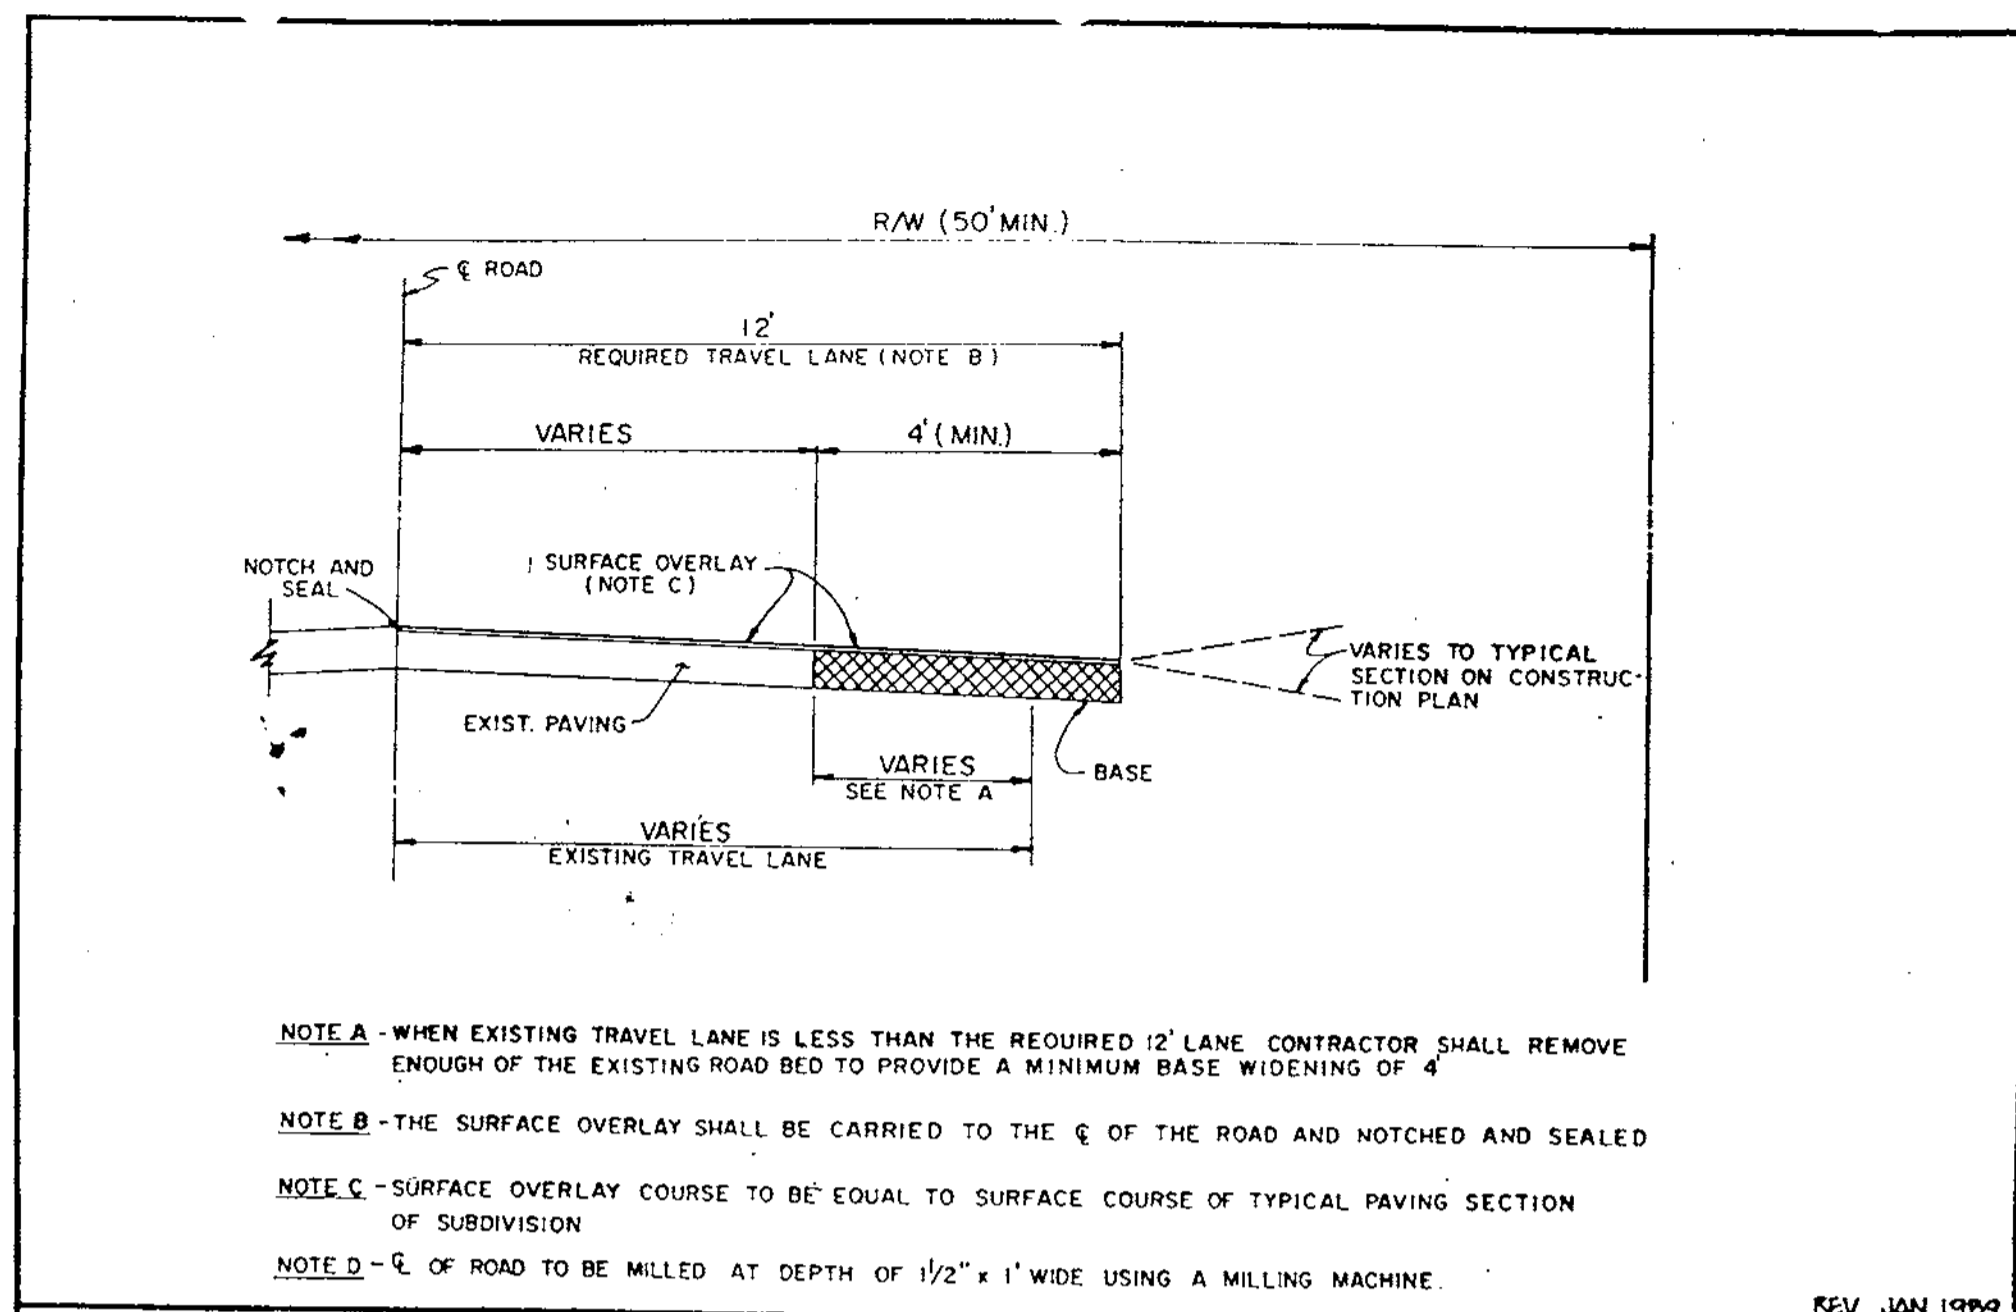 R/W (50' MIN.)
℄ ROAD
12'
REQUIRED TRAVEL LANE (NOTE B)
VARIES
4' (MIN.)
NOTCH AND
SEAL
SURFACE OVERLAY
(NOTE C)
VARIES TO TYPICAL
SECTION ON CONSTRUC-
TION PLAN
EXIST. PAVING
VARIES
SEE NOTE A
BASE
VARIES
EXISTING TRAVEL LANE
NOTE A - WHEN EXISTING TRAVEL LANE IS LESS THAN THE REQUIRED 12' LANE CONTRACTOR SHALL REMOVE
ENOUGH OF THE EXISTING ROAD BED TO PROVIDE A MINIMUM BASE WIDENING OF 4'
NOTE B - THE SURFACE OVERLAY SHALL BE CARRIED TO THE ℄ OF THE ROAD AND NOTCHED AND SEALED
NOTE C - SURFACE OVERLAY COURSE TO BE EQUAL TO SURFACE COURSE OF TYPICAL PAVING SECTION
OF SUBDIVISION
NOTE D - ℄ OF ROAD TO BE MILLED AT DEPTH OF 1 1/2" x 1' WIDE USING A MILLING MACHINE.
REV. JAN 1989